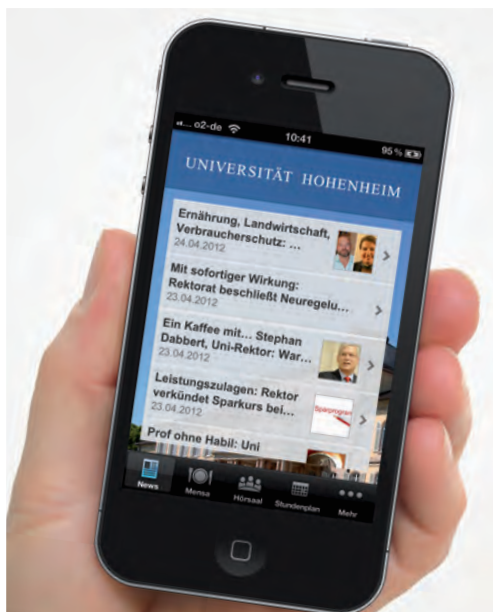 o2-de
10:41
95 %
UNIVERSITÄT HOHENHEIM
Ernährung, Landwirtschaft,
Verbraucherschutz: …
24.04.2012
Mit sofortiger Wirkung:
Rektorat beschließt Neuregelu…
23.04.2012
Ein Kaffee mit… Stephan
Dabbert, Uni-Rektor: War…
23.04.2012
Leistungszulagen: Rektor
verkündet Sparkurs bei…
23.04.2012
Sparprogram
Prof ohne Habil: Uni
News
Mensa
Hörsaal
Stundenplan
Mehr